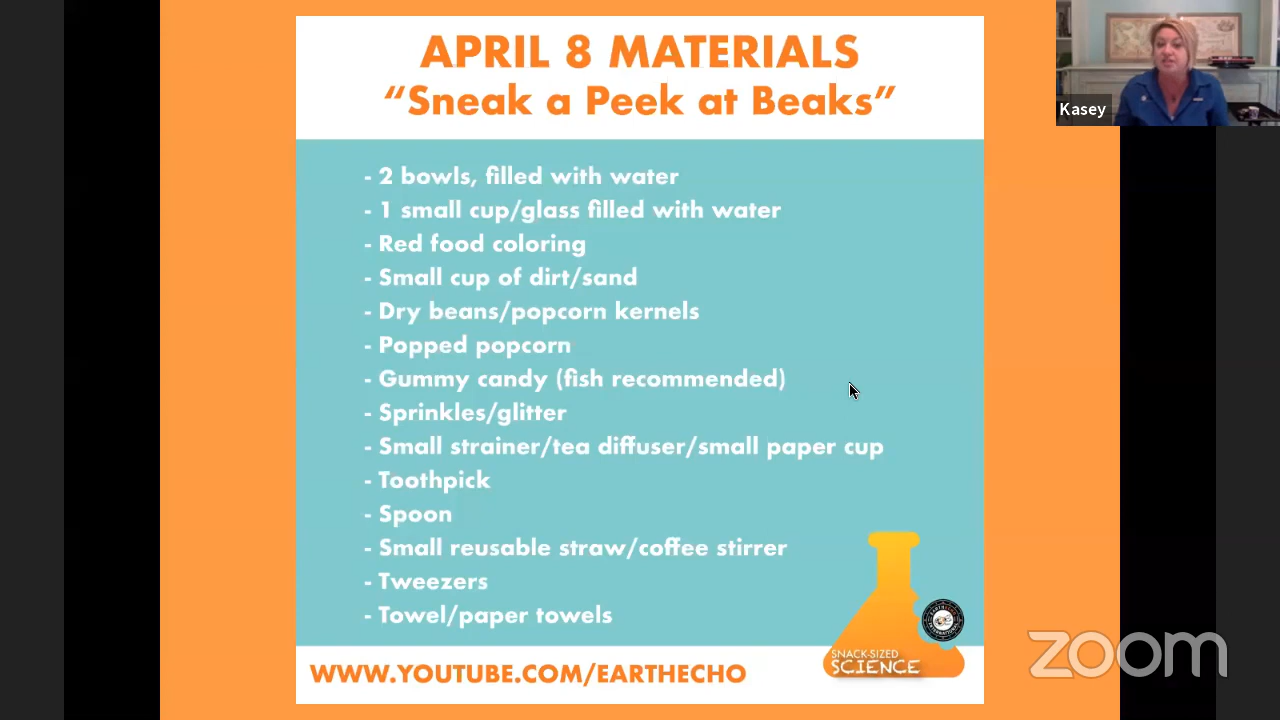 APRIL 8 MATERIALS
“Sneak a Peek at Beaks”
Kasey
- 2 bowls, filled with water
- 1 small cup/glass filled with water
- Red food coloring
- Small cup of dirt/sand
- Dry beans/popcorn kernels
- Popped popcorn
- Gummy candy (fish recommended)
- Sprinkles/glitter
- Small strainer/tea diffuser/small paper cup
- Toothpick
- Spoon
- Small reusable straw/coffee stirrer
- Tweezers
- Towel/paper towels
SNACK-SIZED
SCIENCE
WWW.YOUTUBE.COM/EARTHECHO
zoom